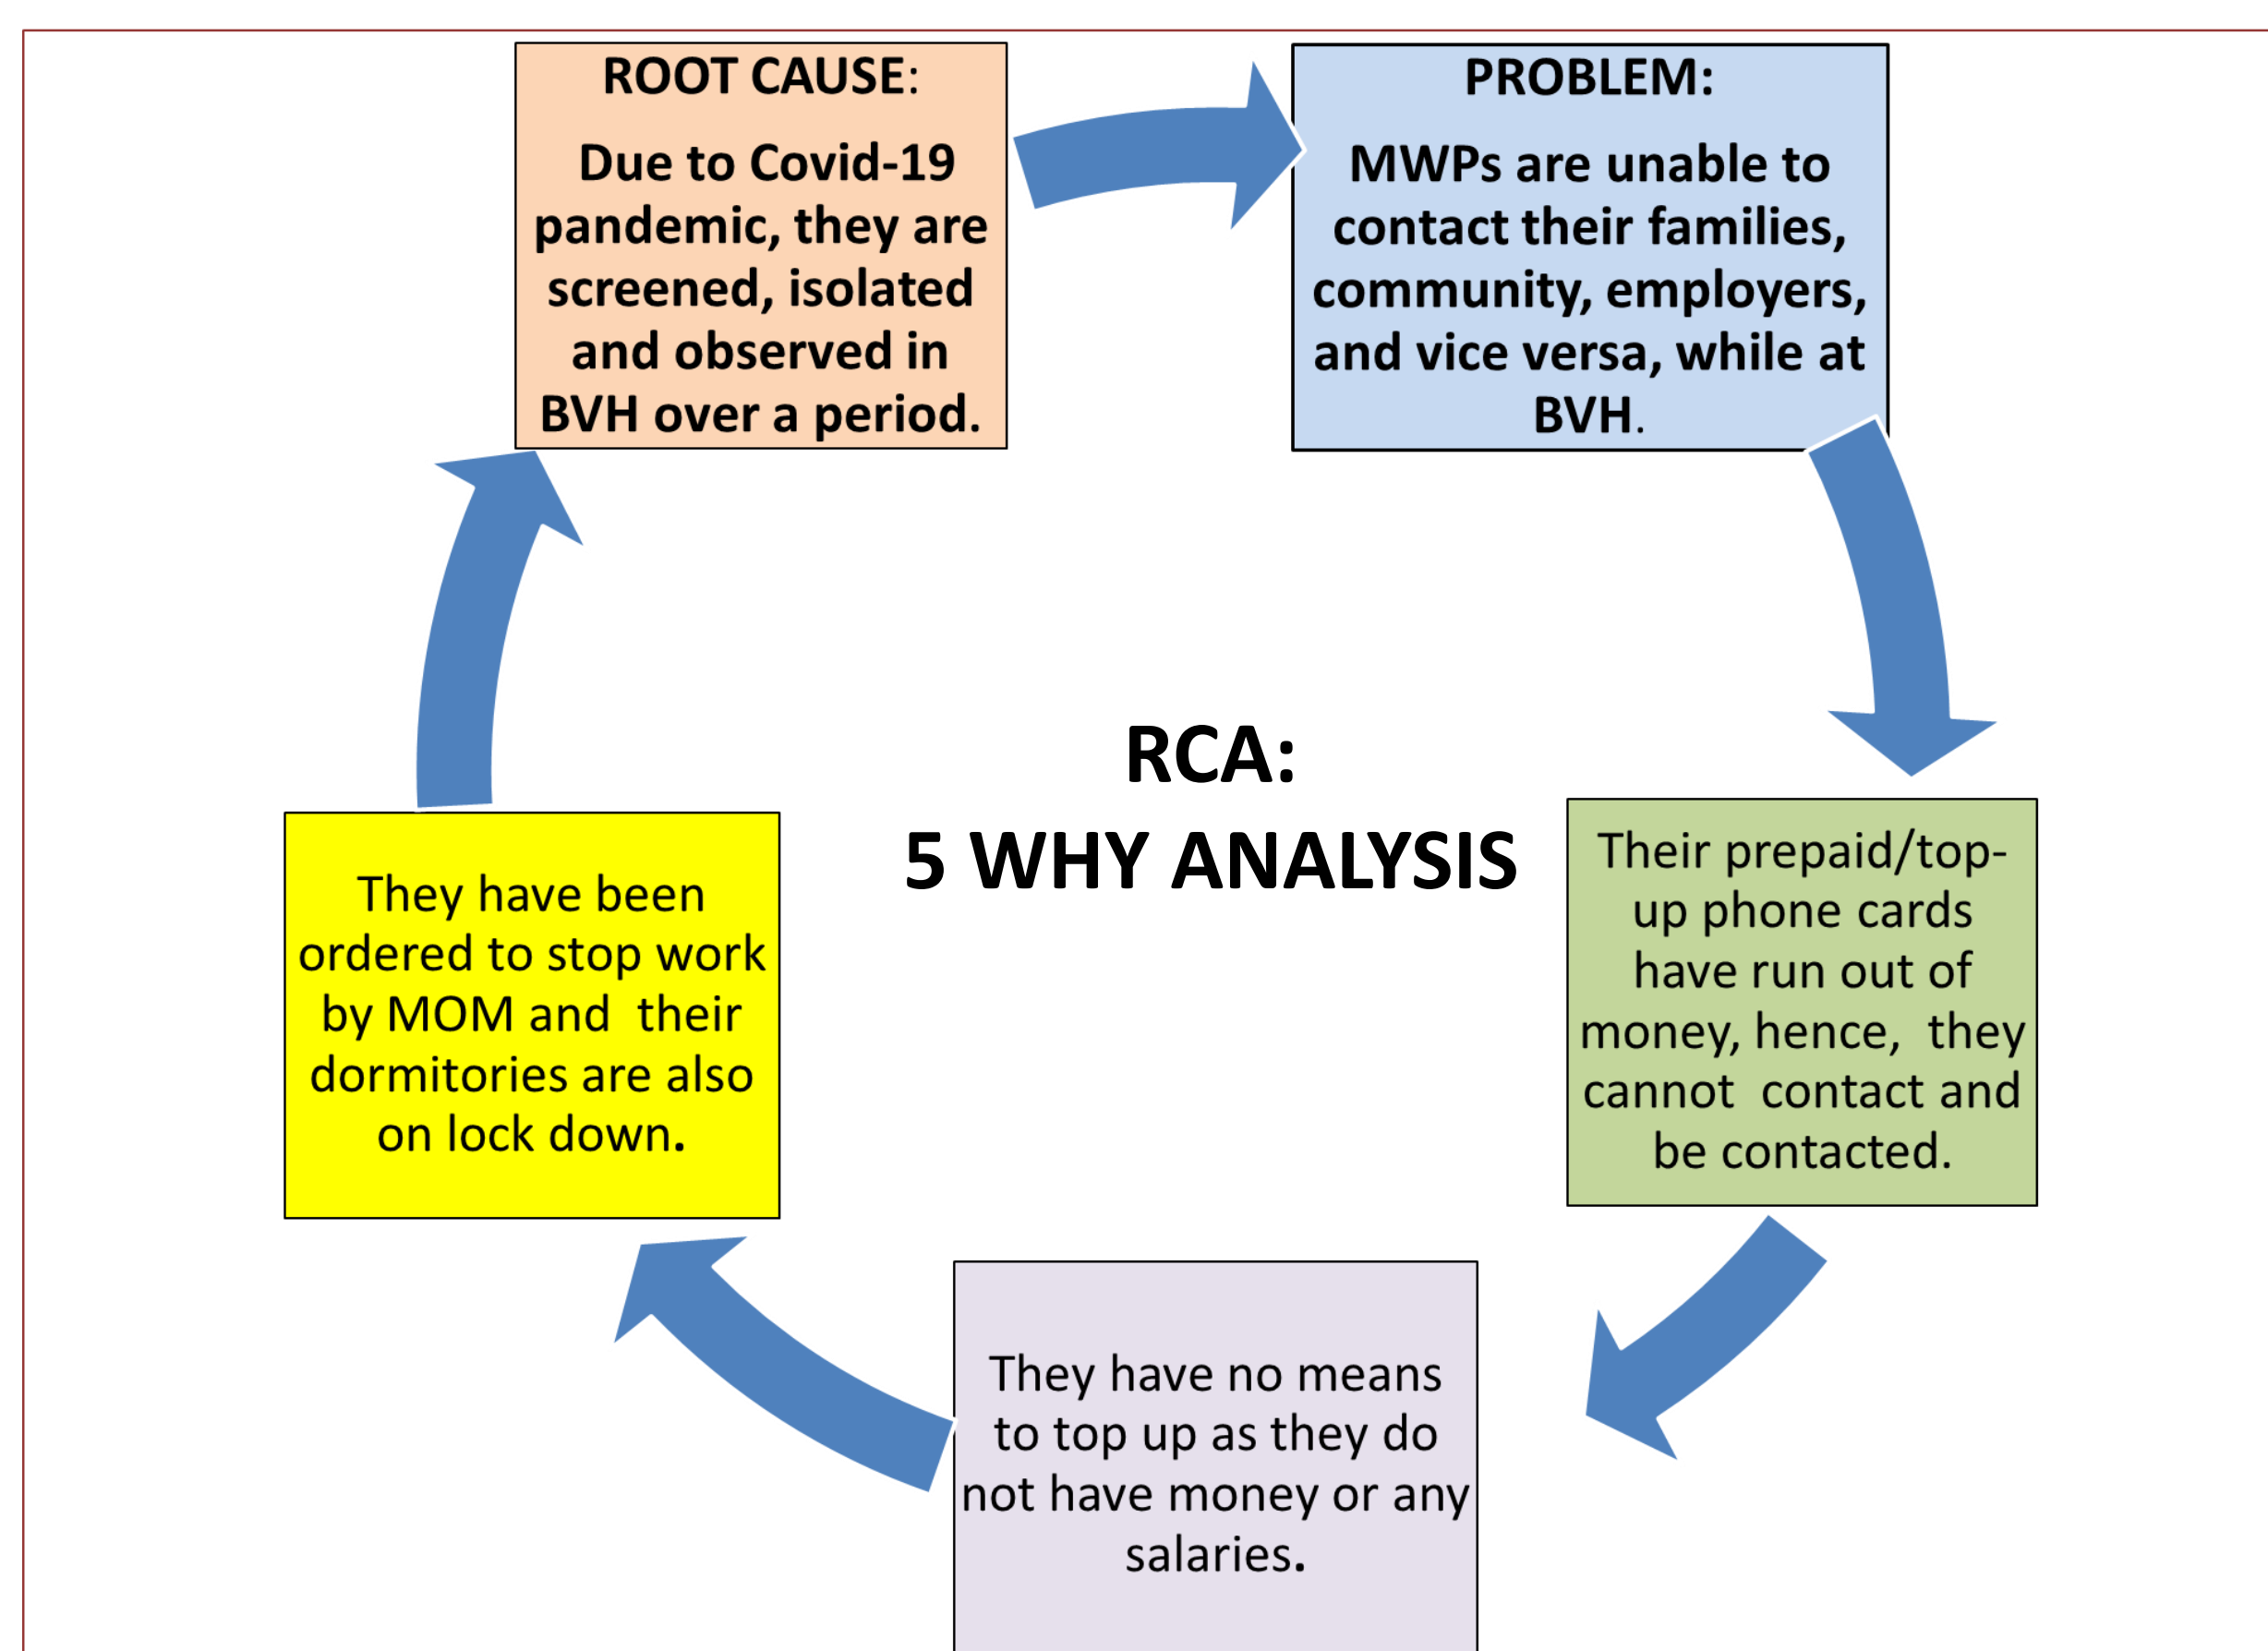 ROOT CAUSE:
Due to Covid-19
pandemic, they are
screened, isolated
and observed in
BVH over a period.
PROBLEM:
MWPs are unable to
contact their families,
community, employers,
and vice versa, while at
BVH.
RCA:
5 WHY ANALYSIS
Their prepaid/top-
up phone cards
have run out of
money, hence, they
cannot contact and
be contacted.
They have no means
to top up as they do
not have money or any
salaries.
They have been
ordered to stop work
by MOM and their
dormitories are also
on lock down.